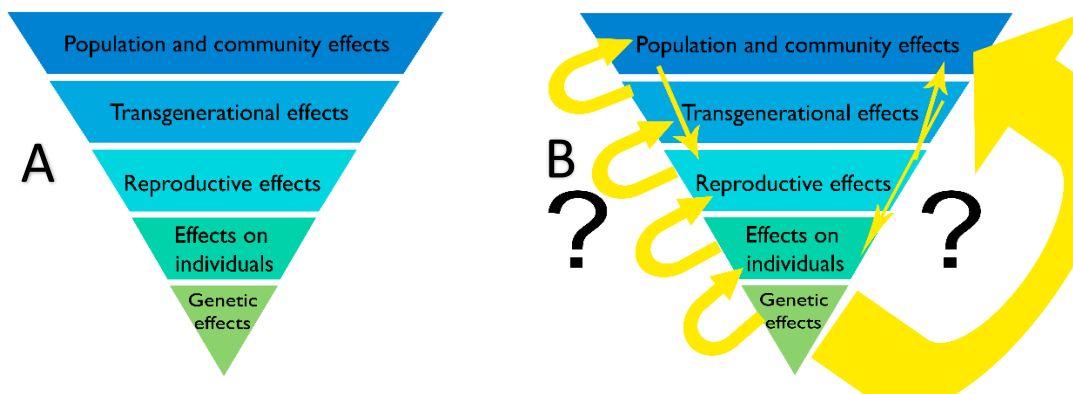 A
Population and community effects
Transgenerational effects
Reproductive effects
Effects on
individuals
Genetic
effects
B
?
?
Population and community effects
Transgenerational effects
Reproductive effects
Effects on
individuals
Genetic
effects